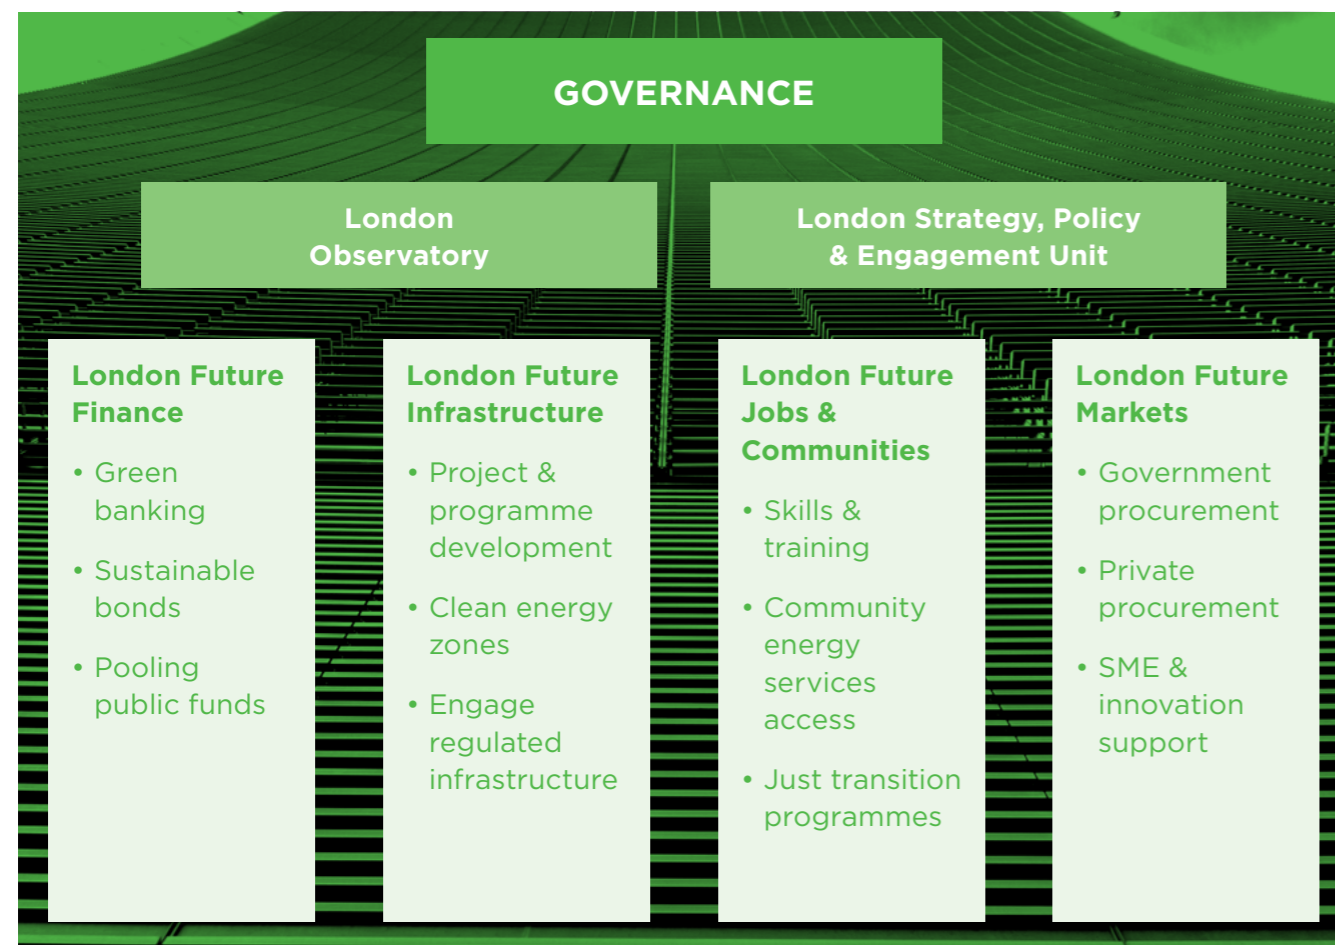 GOVERNANCE
London
Observatory
London Strategy, Policy
& Engagement Unit
London Future
Finance
• Green
banking
• Sustainable
bonds
• Pooling
public funds
London Future
Infrastructure
• Project &
programme
development
• Clean energy
zones
• Engage
regulated
infrastructure
London Future
Jobs &
Communities
• Skills &
training
• Community
energy
services
access
• Just transition
programmes
London Future
Markets
• Government
procurement
• Private
procurement
• SME &
innovation
support